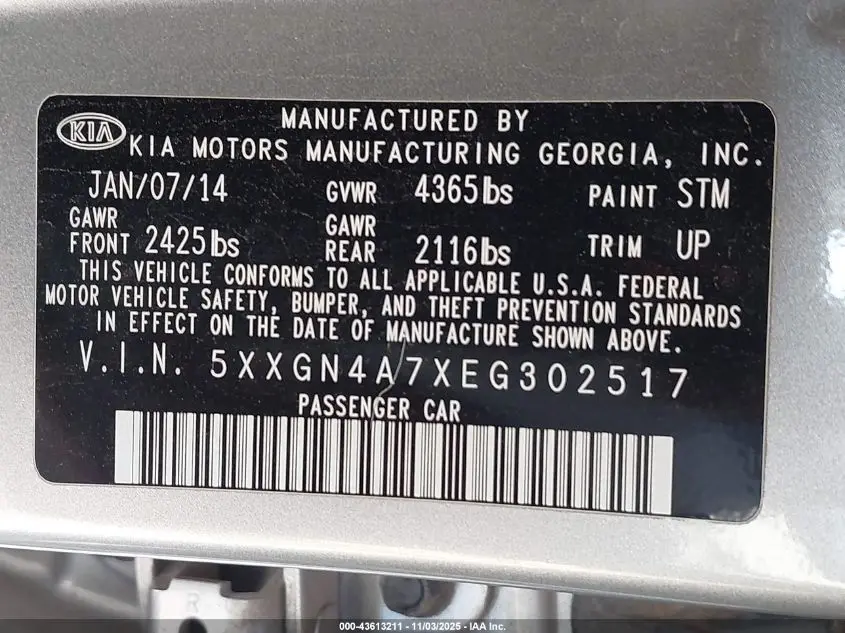 MANUFACTURED BY
KIA
KIA MOTORS MANUFACTURING GEORGIA, INC.
JAN/07/14 GVWR 4365lbs PAINT STM
GAWR FRONT 2425lbs GAWR REAR 2116lbs TRIM UP
THIS VEHICLE CONFORMS TO ALL APPLICABLE U.S.A. FEDERAL
MOTOR VEHICLE SAFETY, BUMPER, AND THEFT PREVENTION STANDARDS
IN EFFECT ON THE DATE OF MANUFACTURE SHOWN ABOVE.
V.I.N. 5XXGN4A7XEG302517
PASSENGER CAR
R
000-43613211 - 11/03/2025 - IAA Inc.